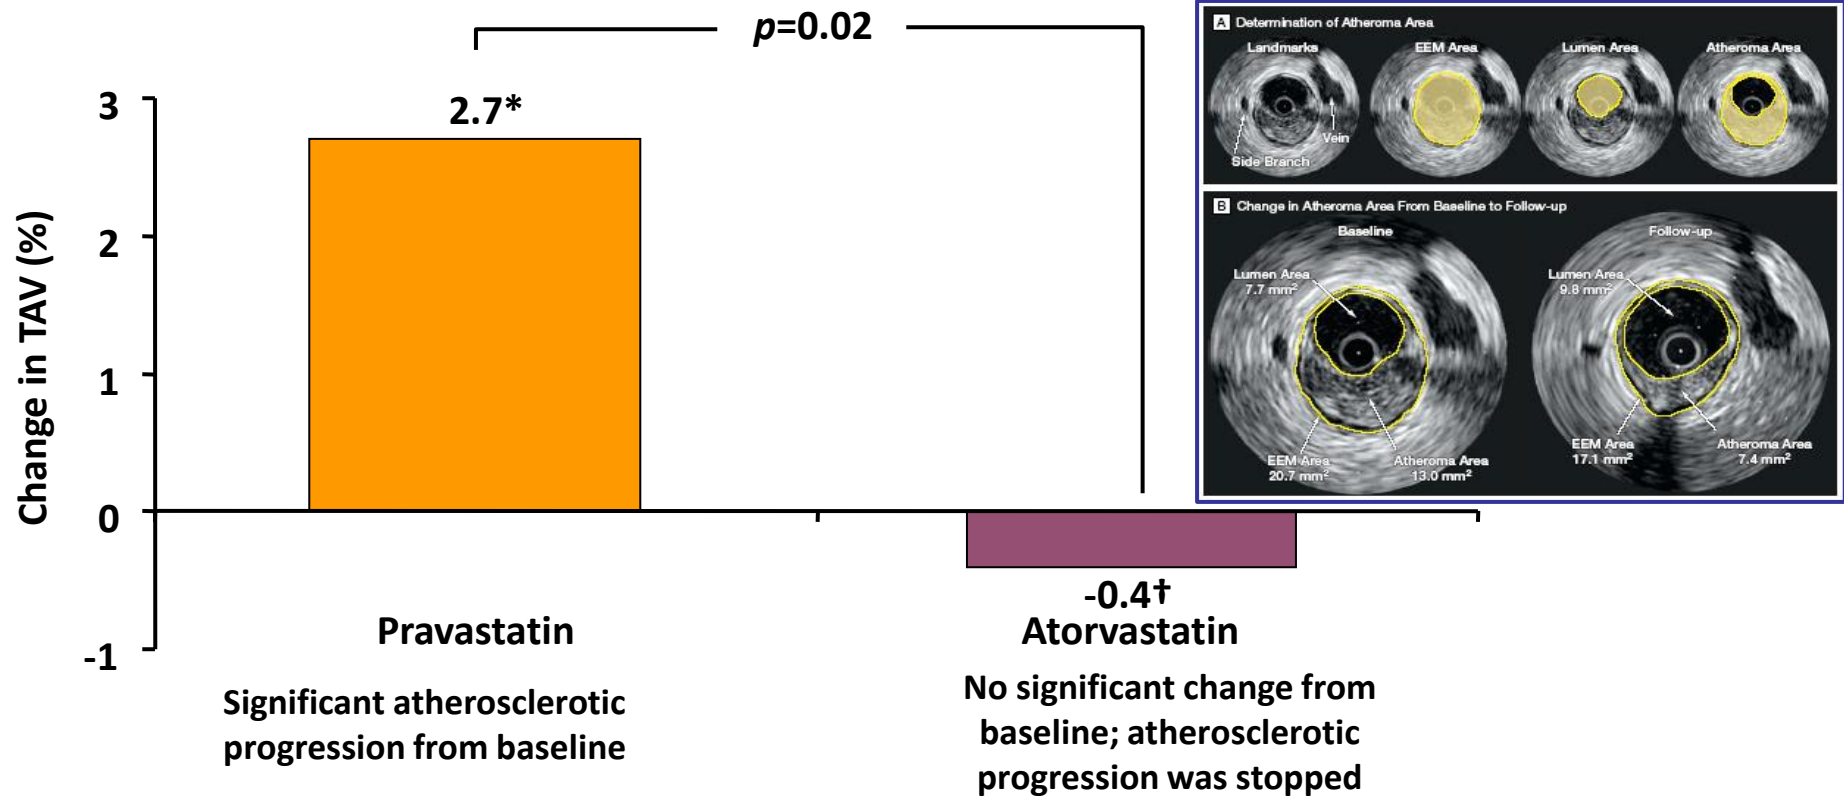 p=0.02
3
2
1
0
-1
Change in TAV (%)
2.7*
-0.4†
Pravastatin
Atorvastatin
Significant atherosclerotic
progression from baseline
No significant change from
baseline; atherosclerotic
progression was stopped
A Determination of Atheroma Area
Landmarks
EEM Area
Lumen Area
Atheroma Area
Vein
Side Branch
B Change in Atheroma Area From Baseline to Follow-up
Baseline
Lumen Area
7.7 mm²
EEM Area
20.7 mm²
Atheroma Area
13.0 mm²
Follow-up
Lumen Area
9.8 mm²
EEM Area
17.1 mm²
Atheroma Area
7.4 mm²